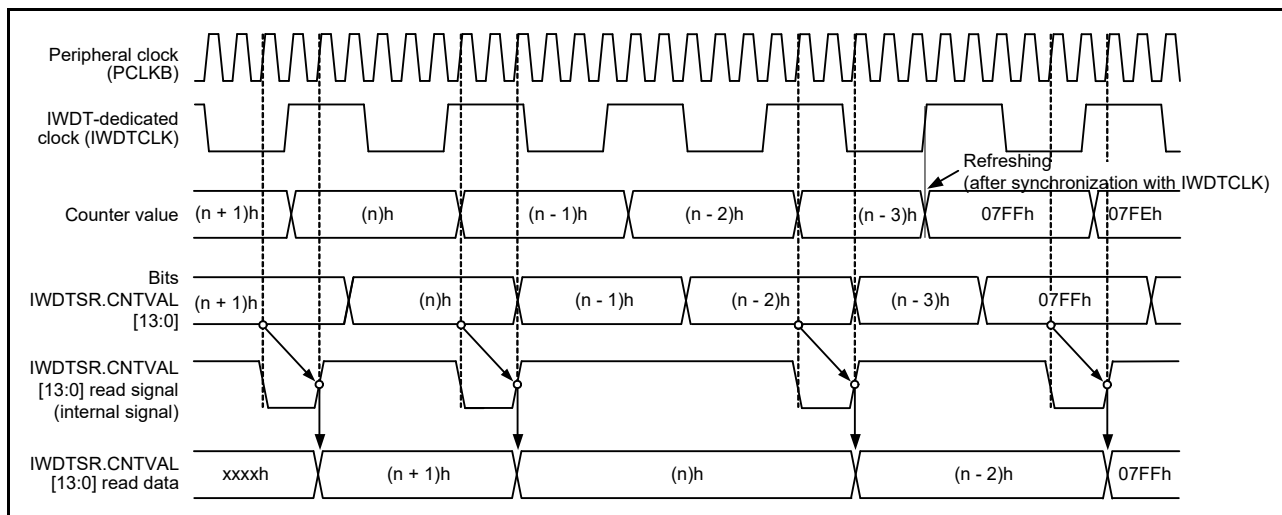 Peripheral clock
(PCLKB)
IWDT-dedicated
clock (IWDTCLK)
Refreshing
(after synchronization with IWDTCLK)
Counter value
(n + 1)h
(n)h
(n - 1)h
(n - 2)h
(n - 3)h
07FFh
07FEh
Bits
IWDTSR.CNTVAL
[13:0]
(n + 1)h
(n)h
(n - 1)h
(n - 2)h
(n - 3)h
07FFh
IWDTSR.CNTVAL
[13:0] read signal
(internal signal)
IWDTSR.CNTVAL
[13:0] read data
xxxxh
(n + 1)h
(n)h
(n - 2)h
07FFh